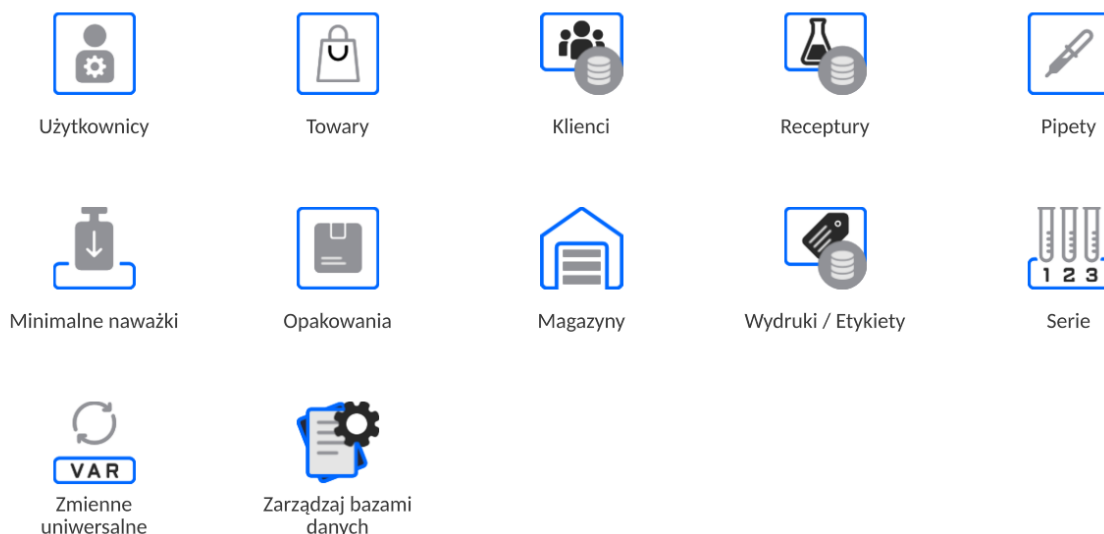 Użytkownicy
Towary
Klienci
Receptury
Pipety
1 2 3
Minimalne naważki
Opakowania
Magazyny
Wydruki / Etykiety
Serie
VAR
Zmienne
uniwersalne
Zarządzaj bazami
danych